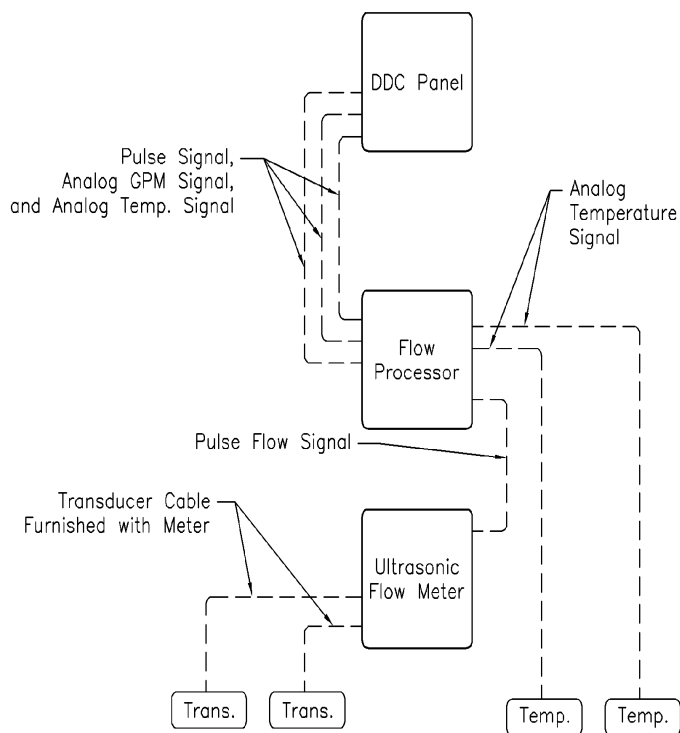 DDC Panel
Pulse Signal,
Analog GPM Signal,
and Analog Temp. Signal
Analog
Temperature
Signal
Flow
Processor
Pulse Flow Signal
Transducer Cable
Furnished with Meter
Ultrasonic
Flow Meter
Trans.
Trans.
Temp.
Temp.